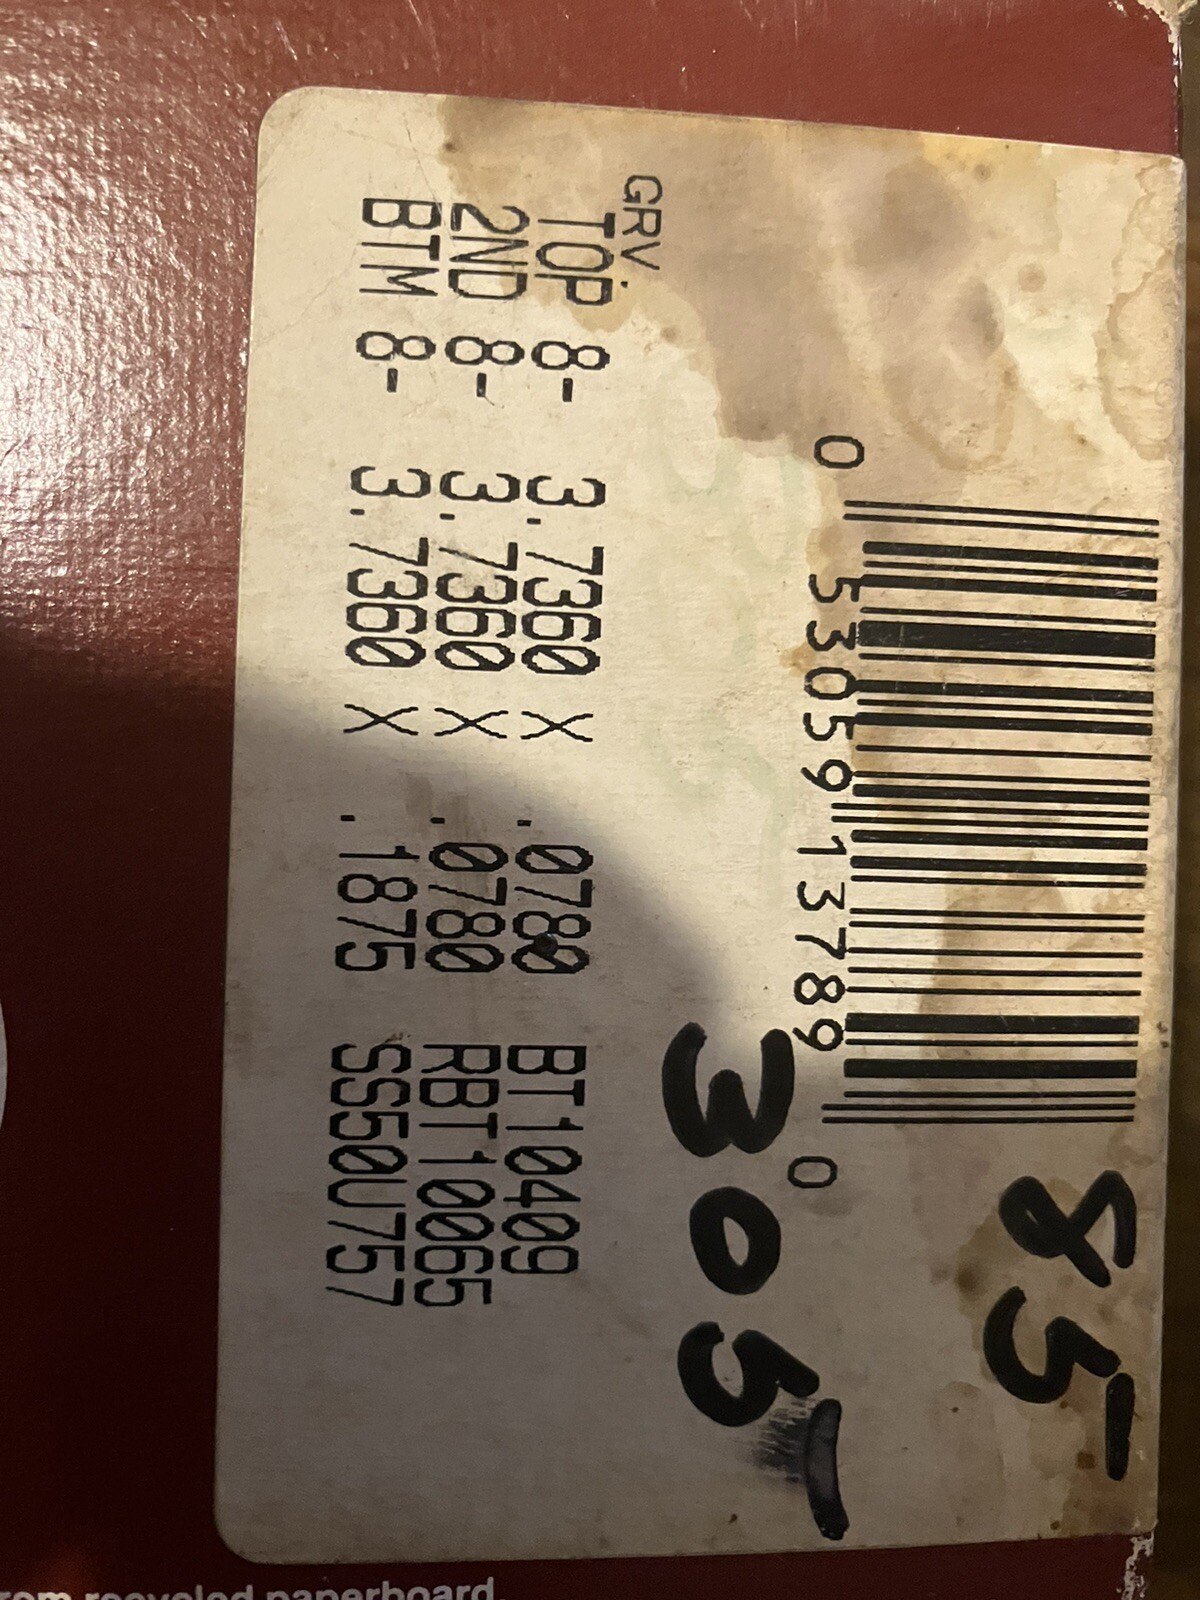 85
0 53059 13789 0
305
GRV.
TOP 8- 3.7360 X .0780 BT10409
2ND 8- 3.7360 X .0780 RBT10065
BTM 8- 3.7360 X .1875 SS50U757
from recycled paperboard.